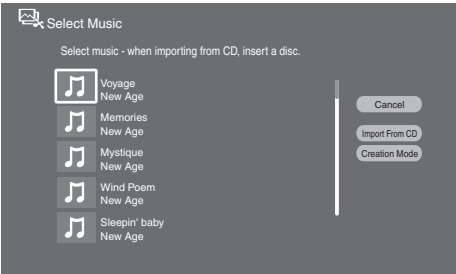 Select Music
Select music - when importing from CD, insert a disc.
Voyage
New Age
Memories
New Age
Mystique
New Age
Wind Poem
New Age
Sleepin' baby
New Age
Cancel
Import From CD
Creation Mode